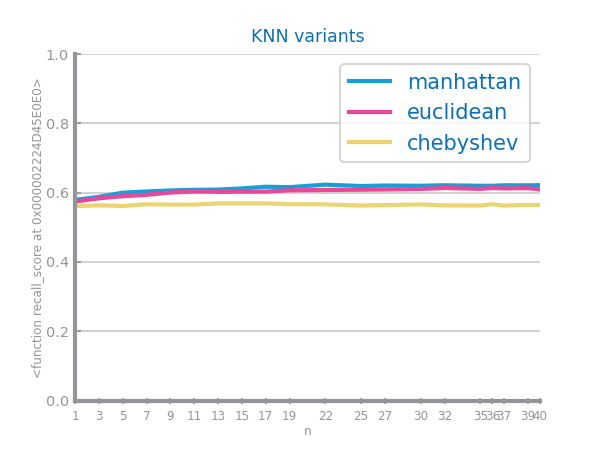 KNN variants
manhattan
euclidean
chebyshev
<function recall_score at 0x000002224D45E0E0>
1.0
0.8
0.6
0.4
0.2
0.0
1 3 5 7 9 11 13 15 17 19 22 25 27 30 32 35 36 37 39 40
n